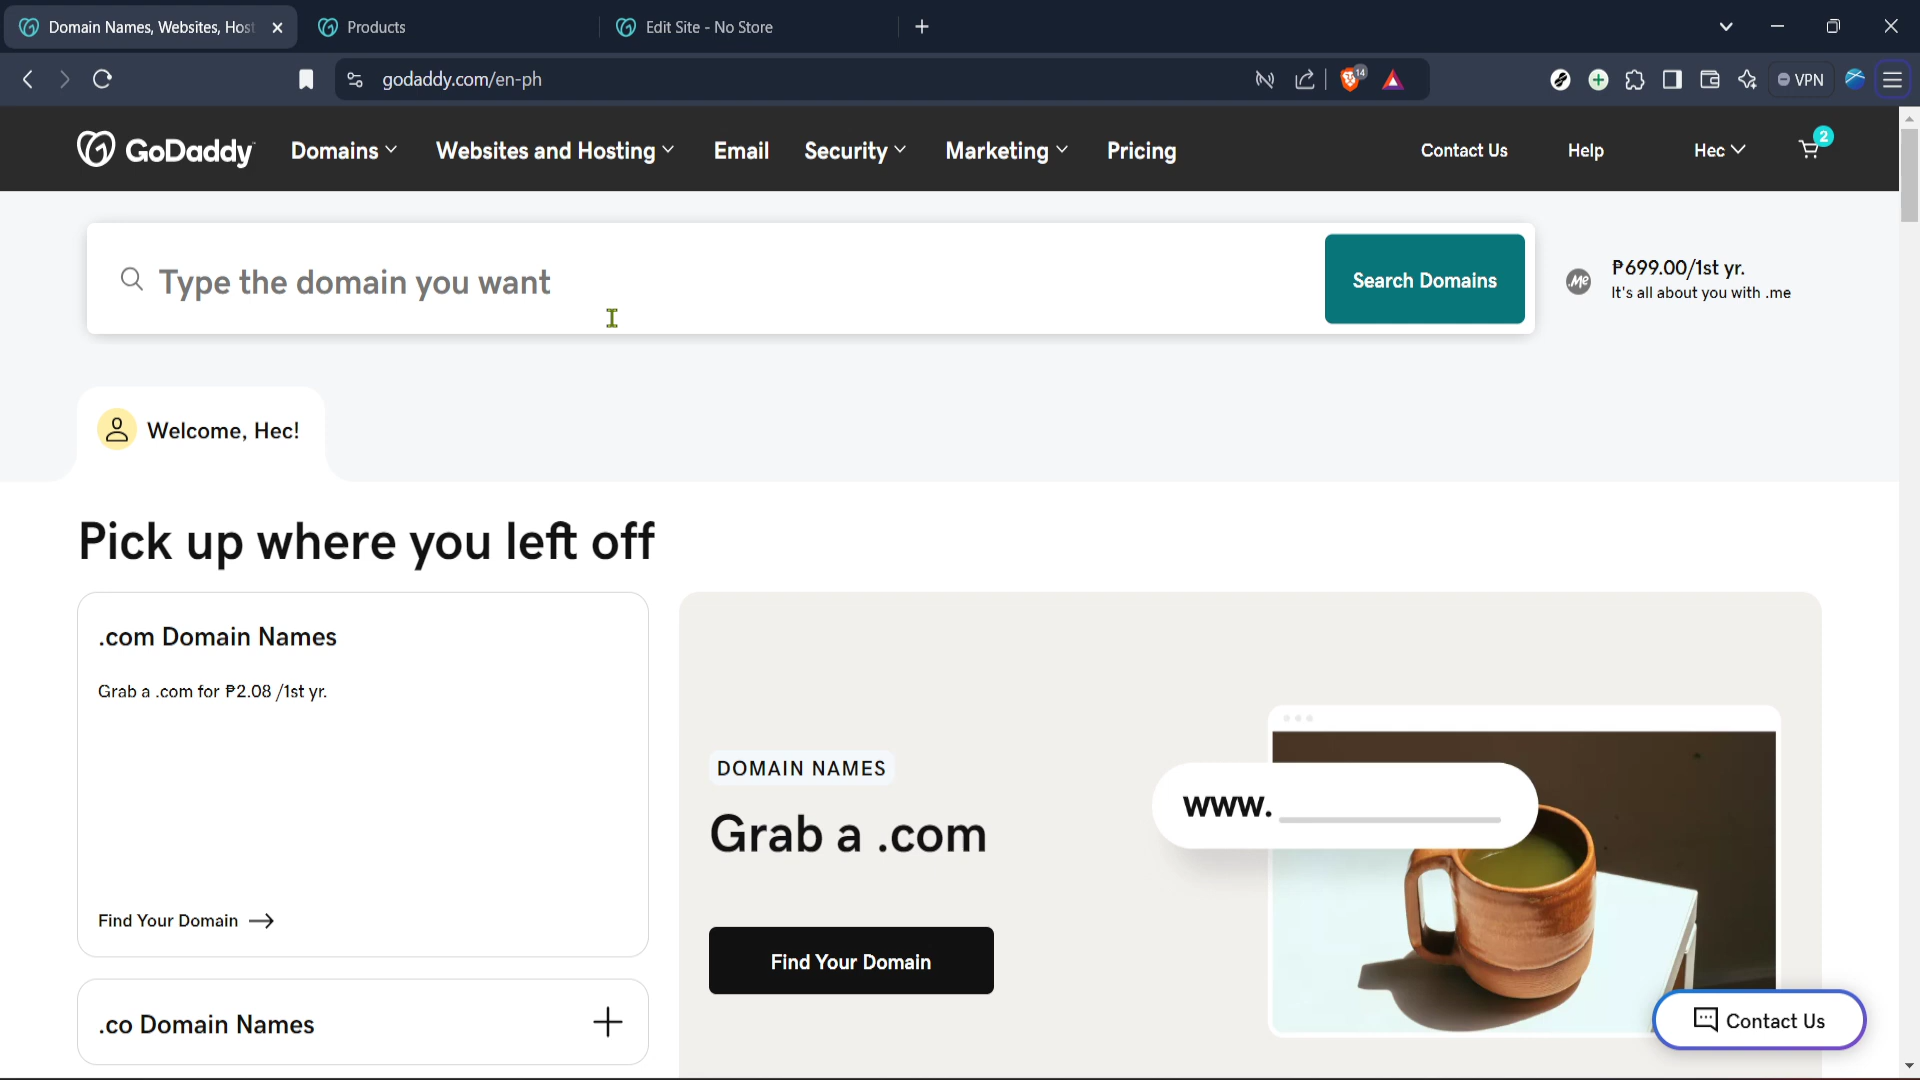 Domain Names, Websites, Hos
Products
Edit Site - No Store
godaddy.com/en-ph
14
VPN
GoDaddy
Domains
Websites and Hosting
Email
Security
Marketing
Pricing
Contact Us
Help
Hec
2
Type the domain you want
Search Domains
.Me
₱699.00/1st yr.
It's all about you with .me
Welcome, Hec!
Pick up where you left off
.com Domain Names
Grab a .com for ₱2.08 /1st yr.
Find Your Domain
.co Domain Names
DOMAIN NAMES
Grab a .com
Find Your Domain
www.
Contact Us